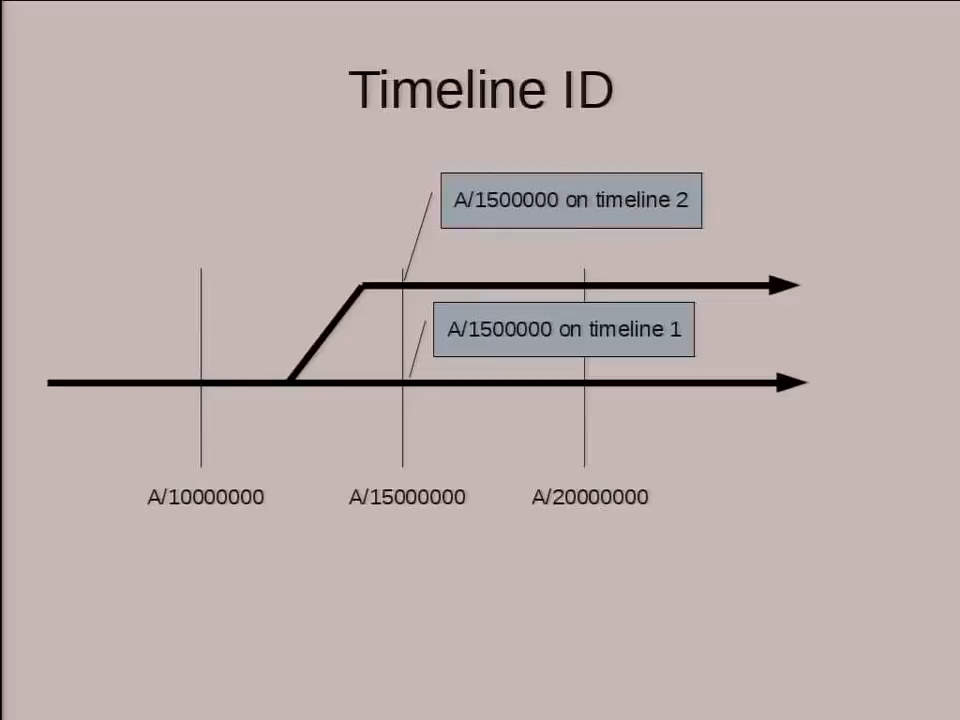 Timeline ID
A/1500000 on timeline 2
A/1500000 on timeline 1
A/10000000
A/15000000
A/20000000